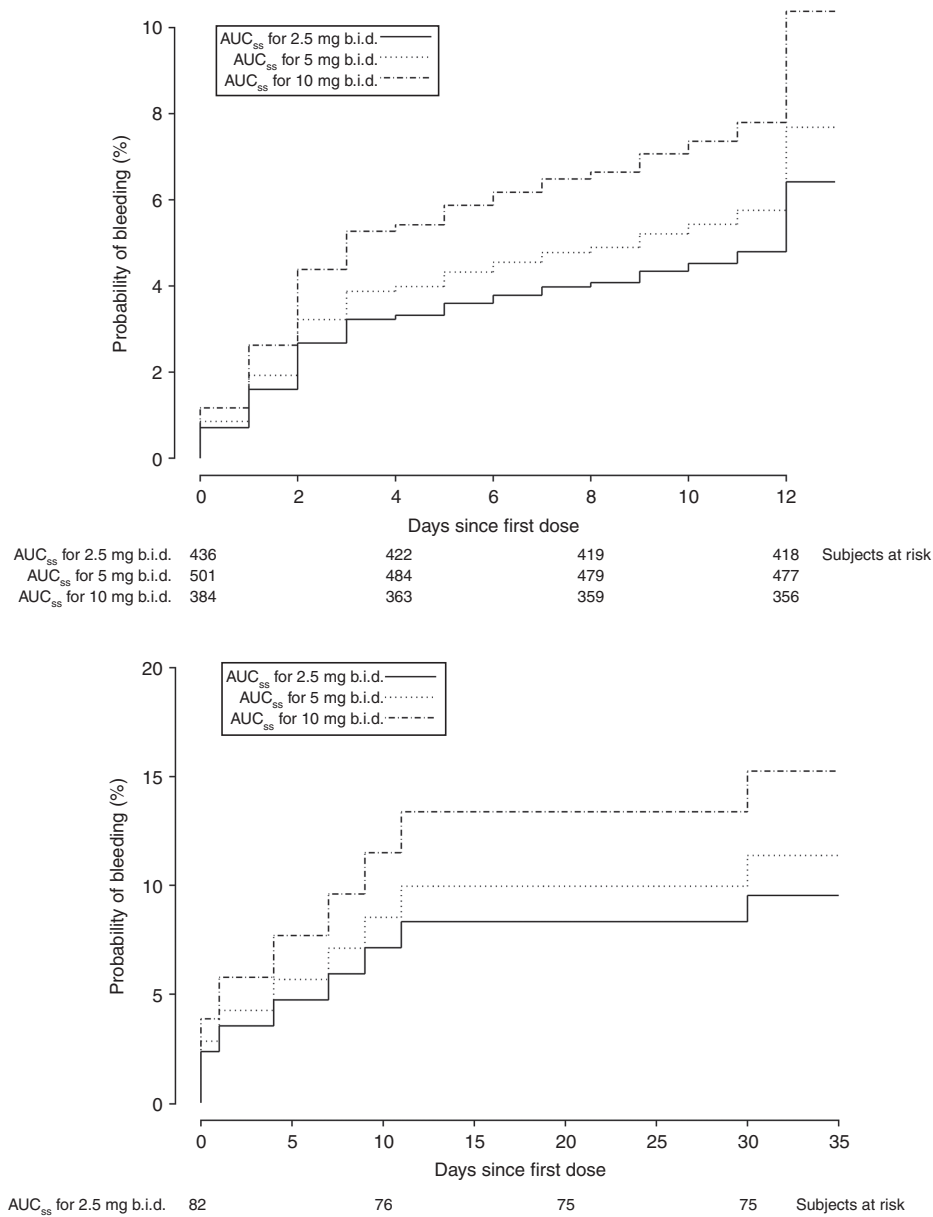 10
8
6
4
2
0
Probability of bleeding (%)
AUCss for 2.5 mg b.i.d.
AUCss for 5 mg b.i.d.
AUCss for 10 mg b.i.d.
0 2 4 6 8 10 12
Days since first dose
AUCss for 2.5 mg b.i.d. 436 422 419 418 Subjects at risk
AUCss for 5 mg b.i.d. 501 484 479 477
AUCss for 10 mg b.i.d. 384 363 359 356
20
15
10
5
0
Probability of bleeding (%)
AUCss for 2.5 mg b.i.d.
AUCss for 5 mg b.i.d.
AUCss for 10 mg b.i.d.
0 5 10 15 20 25 30 35
Days since first dose
AUCss for 2.5 mg b.i.d. 82 76 75 75 Subjects at risk